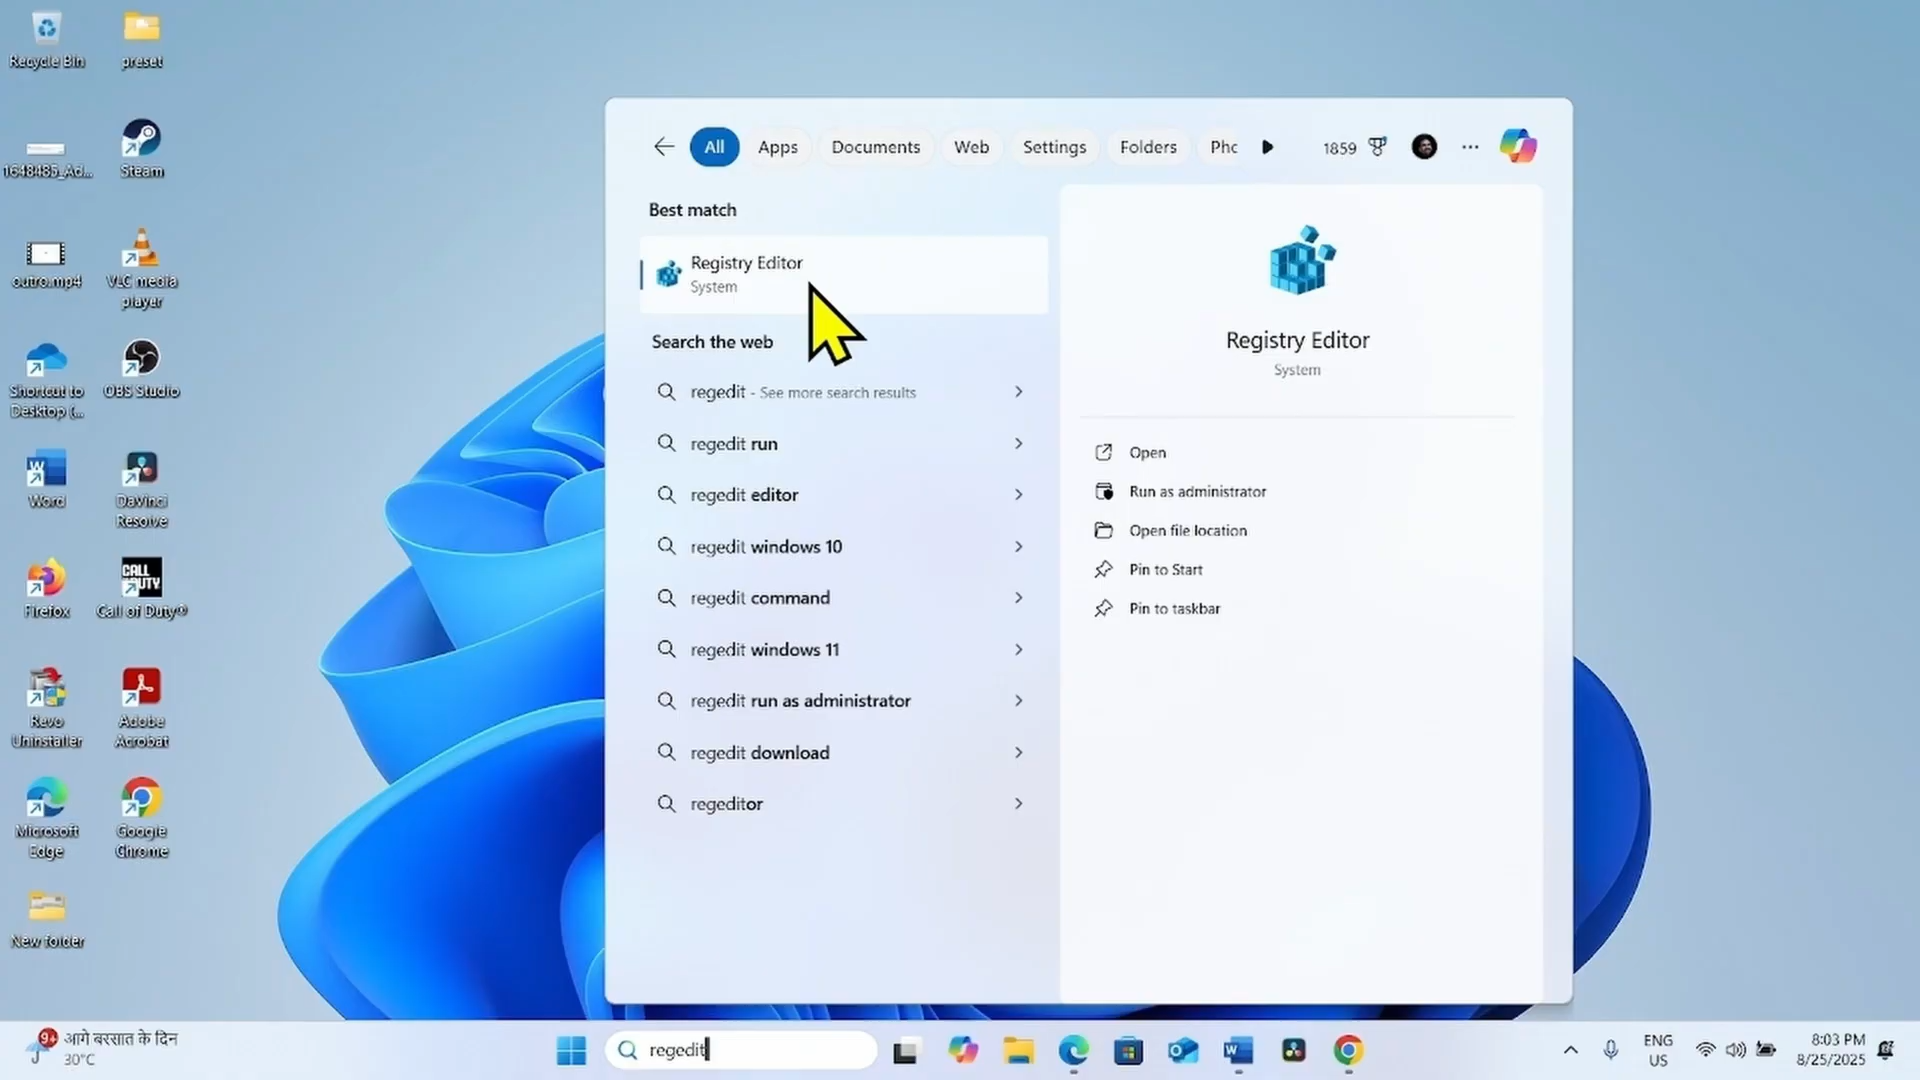 Recycle Bin
preset
1648485_Ad...
Steam
outro.mp4
VLC media
player
Shortcut to
Desktop (...
OBS Studio
Word
DaVinci
Resolve
Firefox
CALL
DUTY
Call of Duty®
Revo
Uninstaller
Adobe
Acrobat
Microsoft
Edge
Google
Chrome
New folder
All
Apps
Documents
Web
Settings
Folders
Phc
1859
Best match
Registry Editor
System
Search the web
regedit - See more search results
regedit run
regedit editor
regedit windows 10
regedit command
regedit windows 11
regedit run as administrator
regedit download
regeditor
Registry Editor
System
Open
Run as administrator
Open file location
Pin to Start
Pin to taskbar
9+
आगे बरसात के दिन
30°C
regedit
ENG
US
8:03 PM
8/25/2025